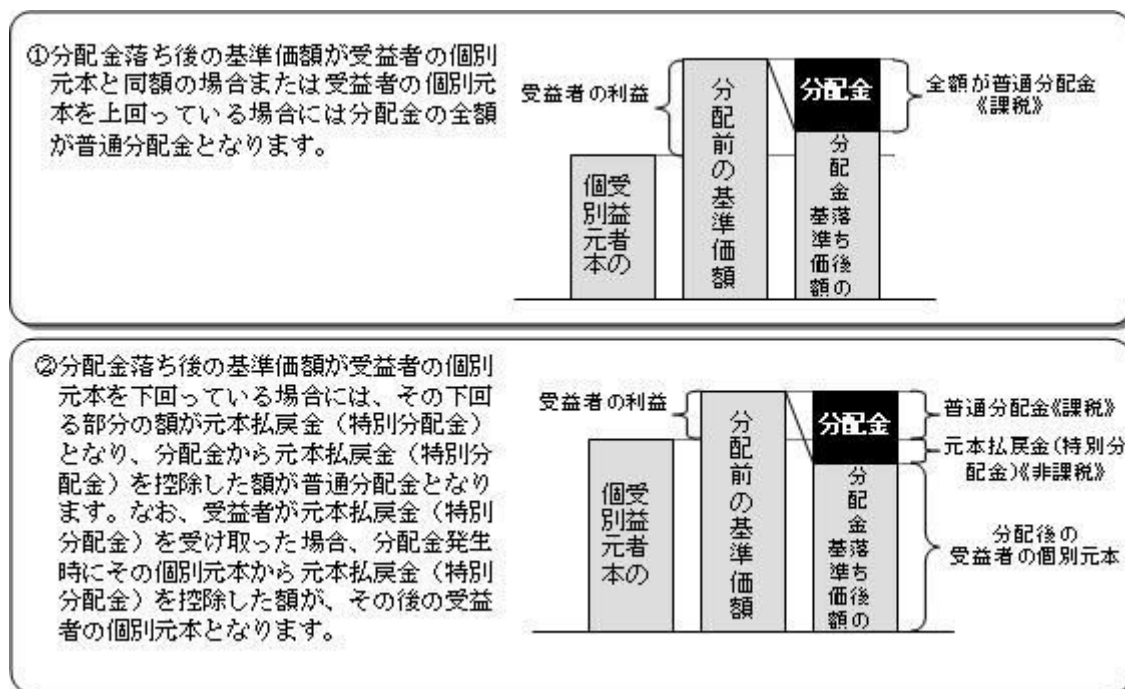 ①分配金落ち後の基準価額が受益者の個別
元本と同額の場合または受益者の個別元
本を上回っている場合には分配金の全額
が普通分配金となります。
受益者の利益
受益者の
個別元本
分配前の基準価額
分配金
分配金落ち後の
基準価額
全額が普通分配金
《課税》
②分配金落ち後の基準価額が受益者の個別
元本を下回っている場合には、その下回
る部分の額が元本払戻金（特別分配金）
となり、分配金から元本払戻金（特別分
配金）を控除した額が普通分配金となり
ます。なお、受益者が元本払戻金（特別
分配金）を受け取った場合、分配金発生
時にその個別元本から元本払戻金（特別
分配金）を控除した額が、その後の受益
者の個別元本となります。
受益者の利益
受益者の
個別元本
分配前の基準価額
分配金
分配金落ち後の
基準価額
普通分配金《課税》
元本払戻金(特別分
配金)《非課税》
分配後の
受益者の個別元本